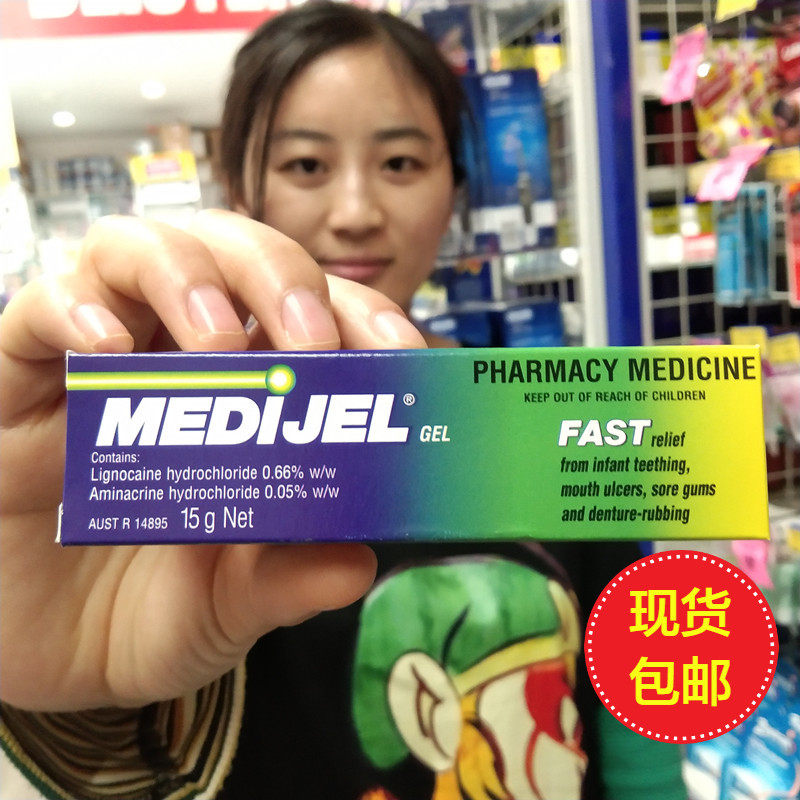 PHARMACY MEDICINE
KEEP OUT OF REACH OF CHILDREN
MEDIJEL® GEL
Contains:
Lignocaine hydrochloride 0.66% w/w
Aminacrine hydrochloride 0.05% w/w
AUST R 14895 15 g Net
FAST relief
from infant teething,
mouth ulcers, sore gums
and denture-rubbing
现货
包邮